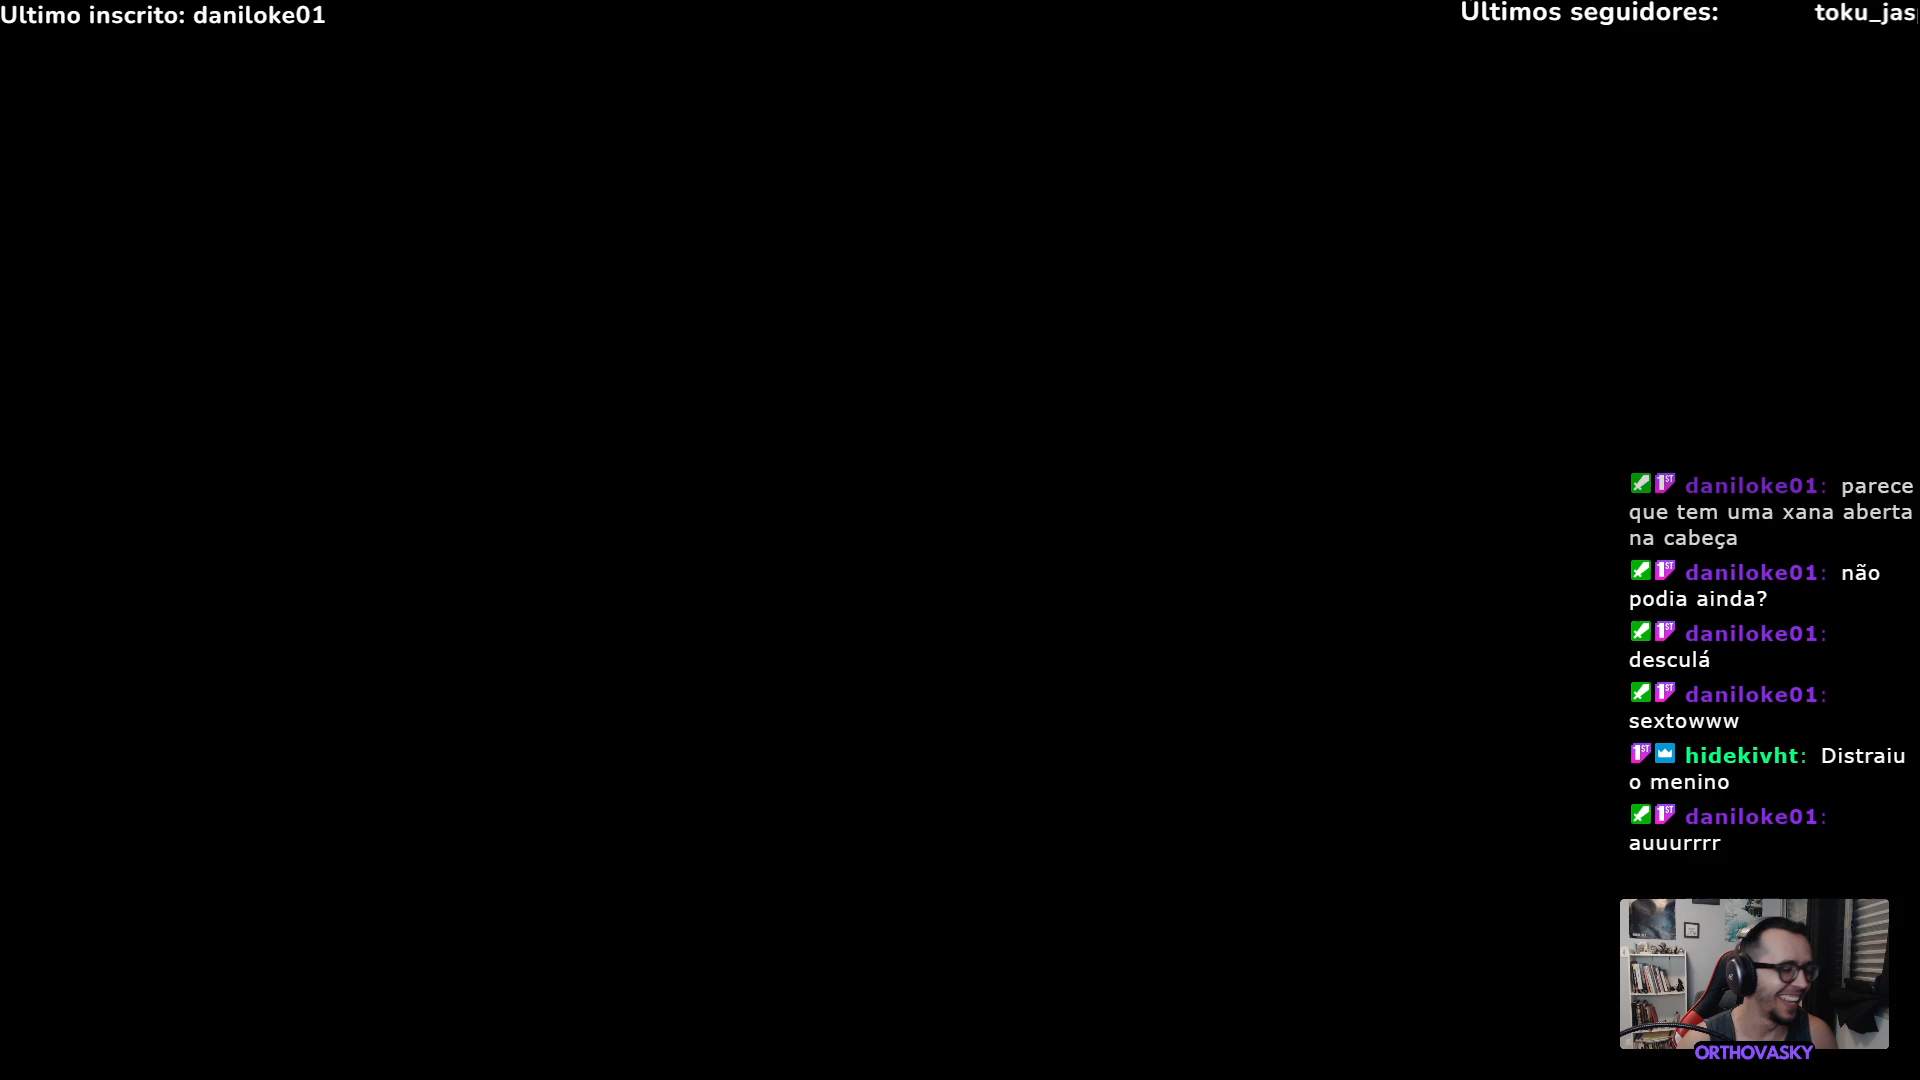 Ultimo inscrito: daniloke01
Ultimos seguidores: toku_jas
daniloke01: parece
que tem uma xana aberta
na cabeça
daniloke01: não
podia ainda?
daniloke01:
desculá
daniloke01:
sextowww
hidekivht: Distraiu
o menino
daniloke01:
auuurrrr
ORTHOVASKY